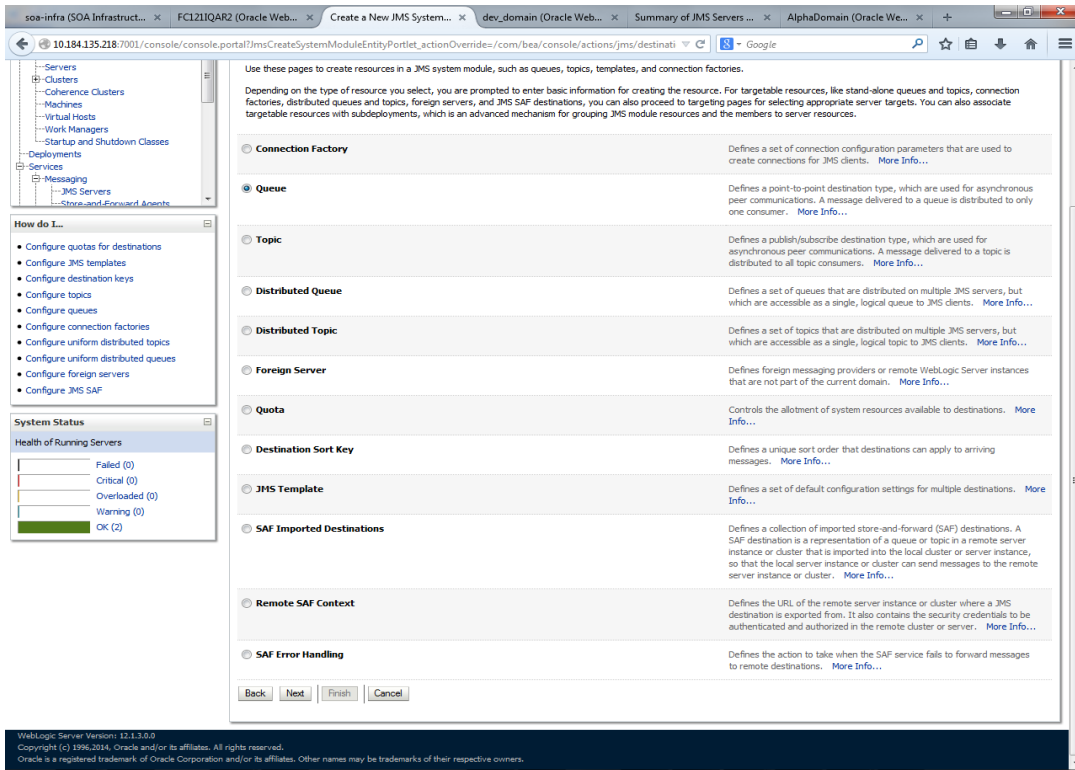 soa-infra (SOA Infrastruct... ×
FC121IQAR2 (Oracle Web... ×
Create a New JMS System... ×
dev_domain (Oracle Web... ×
Summary of JMS Servers ... ×
AlphaDomain (Oracle We... ×
10.184.135.218:7001/console/console.portal?JmsCreateSystemModuleEntityPortlet_actionOverride=/com/bea/console/actions/jms/destinati
Google
Servers
Clusters
Coherence Clusters
Machines
Virtual Hosts
Work Managers
Startup and Shutdown Classes
Deployments
Services
Messaging
JMS Servers
Store-and-Forward Agents
How do I...
Configure quotas for destinations
Configure JMS templates
Configure destination keys
Configure topics
Configure queues
Configure connection factories
Configure uniform distributed topics
Configure uniform distributed queues
Configure foreign servers
Configure JMS SAF
System Status
Health of Running Servers
Failed (0)
Critical (0)
Overloaded (0)
Warning (0)
OK (2)
Use these pages to create resources in a JMS system module, such as queues, topics, templates, and connection factories.
Depending on the type of resource you select, you are prompted to enter basic information for creating the resource. For targetable resources, like stand-alone queues and topics, connection
factories, distributed queues and topics, foreign servers, and JMS SAF destinations, you can also proceed to targeting pages for selecting appropriate server targets. You can also associate
targetable resources with subdeployments, which is an advanced mechanism for grouping JMS module resources and the members to server resources.
Connection Factory
Defines a set of connection configuration parameters that are used to
create connections for JMS clients. More Info...
Queue
Defines a point-to-point destination type, which are used for asynchronous
peer communications. A message delivered to a queue is distributed to only
one consumer. More Info...
Topic
Defines a publish/subscribe destination type, which are used for
asynchronous peer communications. A message delivered to a topic is
distributed to all topic consumers. More Info...
Distributed Queue
Defines a set of queues that are distributed on multiple JMS servers, but
which are accessible as a single, logical queue to JMS clients. More Info...
Distributed Topic
Defines a set of topics that are distributed on multiple JMS servers, but
which are accessible as a single, logical topic to JMS clients. More Info...
Foreign Server
Defines foreign messaging providers or remote WebLogic Server instances
that are not part of the current domain. More Info...
Quota
Controls the allotment of system resources available to destinations. More
Info...
Destination Sort Key
Defines a unique sort order that destinations can apply to arriving
messages. More Info...
JMS Template
Defines a set of default configuration settings for multiple destinations. More
Info...
SAF Imported Destinations
Defines a collection of imported store-and-forward (SAF) destinations. A
SAF destination is a representation of a queue or topic in a remote server
instance or cluster that is imported into the local cluster or server instance,
so that the local server instance or cluster can send messages to the remote
server instance or cluster. More Info...
Remote SAF Context
Defines the URL of the remote server instance or cluster where a JMS
destination is exported from. It also contains the security credentials to be
authenticated and authorized in the remote cluster or server. More Info...
SAF Error Handling
Defines the action to take when the SAF service fails to forward messages
to remote destinations. More Info...
Back Next Finish Cancel
WebLogic Server Version: 12.1.3.0.0
Copyright (c) 1996,2014, Oracle and/or its affiliates. All rights reserved.
Oracle is a registered trademark of Oracle Corporation and/or its affiliates. Other names may be trademarks of their respective owners.